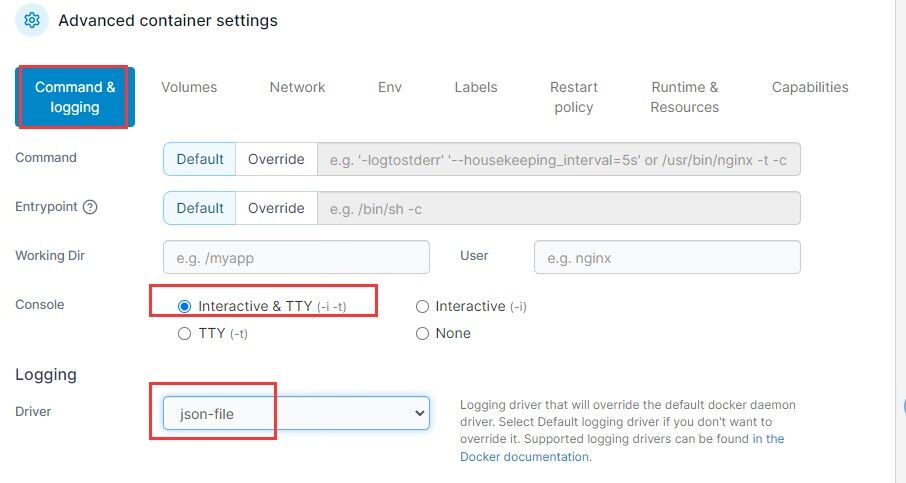 Advanced container settings
Command & logging
Volumes
Network
Env
Labels
Restart policy
Runtime & Resources
Capabilities
Command
Default
Override
e.g. '-logtostderr' '--housekeeping_interval=5s' or /usr/bin/nginx -t -c
Entrypoint
Default
Override
e.g. /bin/sh -c
Working Dir
e.g. /myapp
User
e.g. nginx
Console
Interactive & TTY (-i -t)
Interactive (-i)
TTY (-t)
None
Logging
Driver
json-file
Logging driver that will override the default docker daemon
driver. Select Default logging driver if you don't want to
override it. Supported logging drivers can be found in the
Docker documentation.